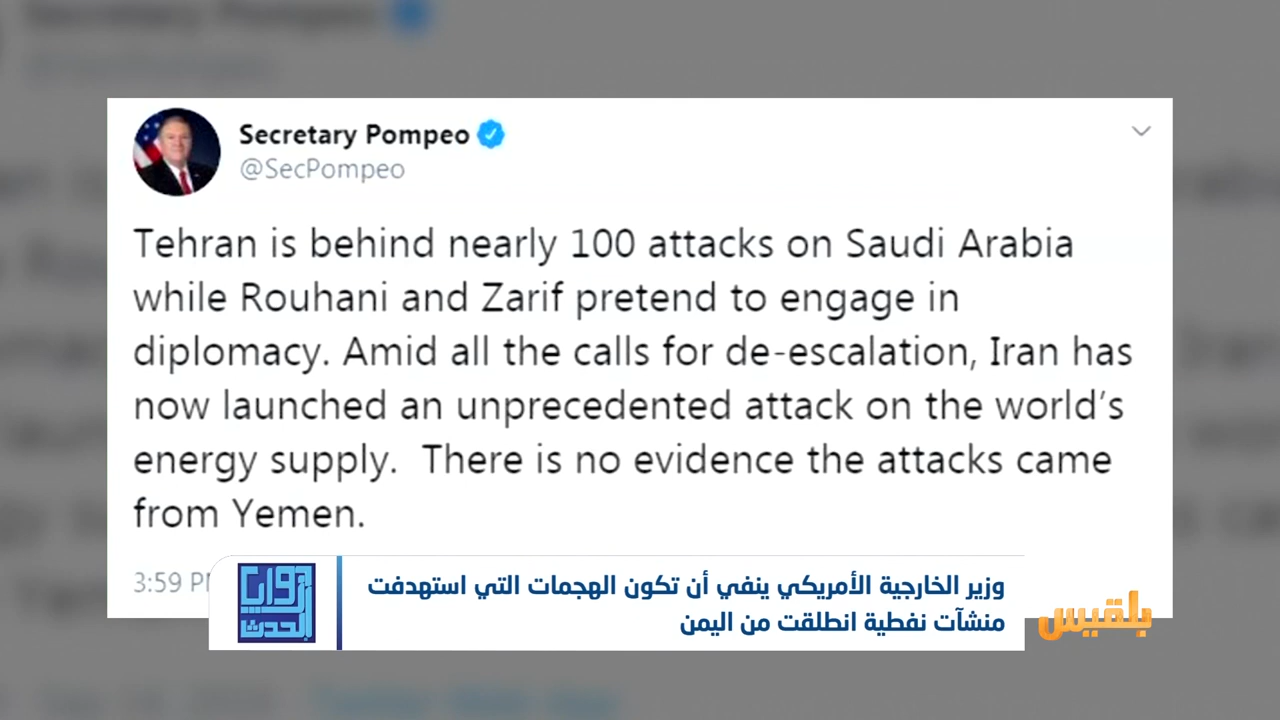 Secretary Pompeo
@SecPompeo
Tehran is behind nearly 100 attacks on Saudi Arabia
while Rouhani and Zarif pretend to engage in
diplomacy. Amid all the calls for de-escalation, Iran has
now launched an unprecedented attack on the world's
energy supply.  There is no evidence the attacks came
from Yemen.
3:59
وزير الخارجية الأمريكي ينفي أن تكون الهجمات التي استهدفت
منشآت نفطية انطلقت من اليمن
زوايا الحدث
بلقيس